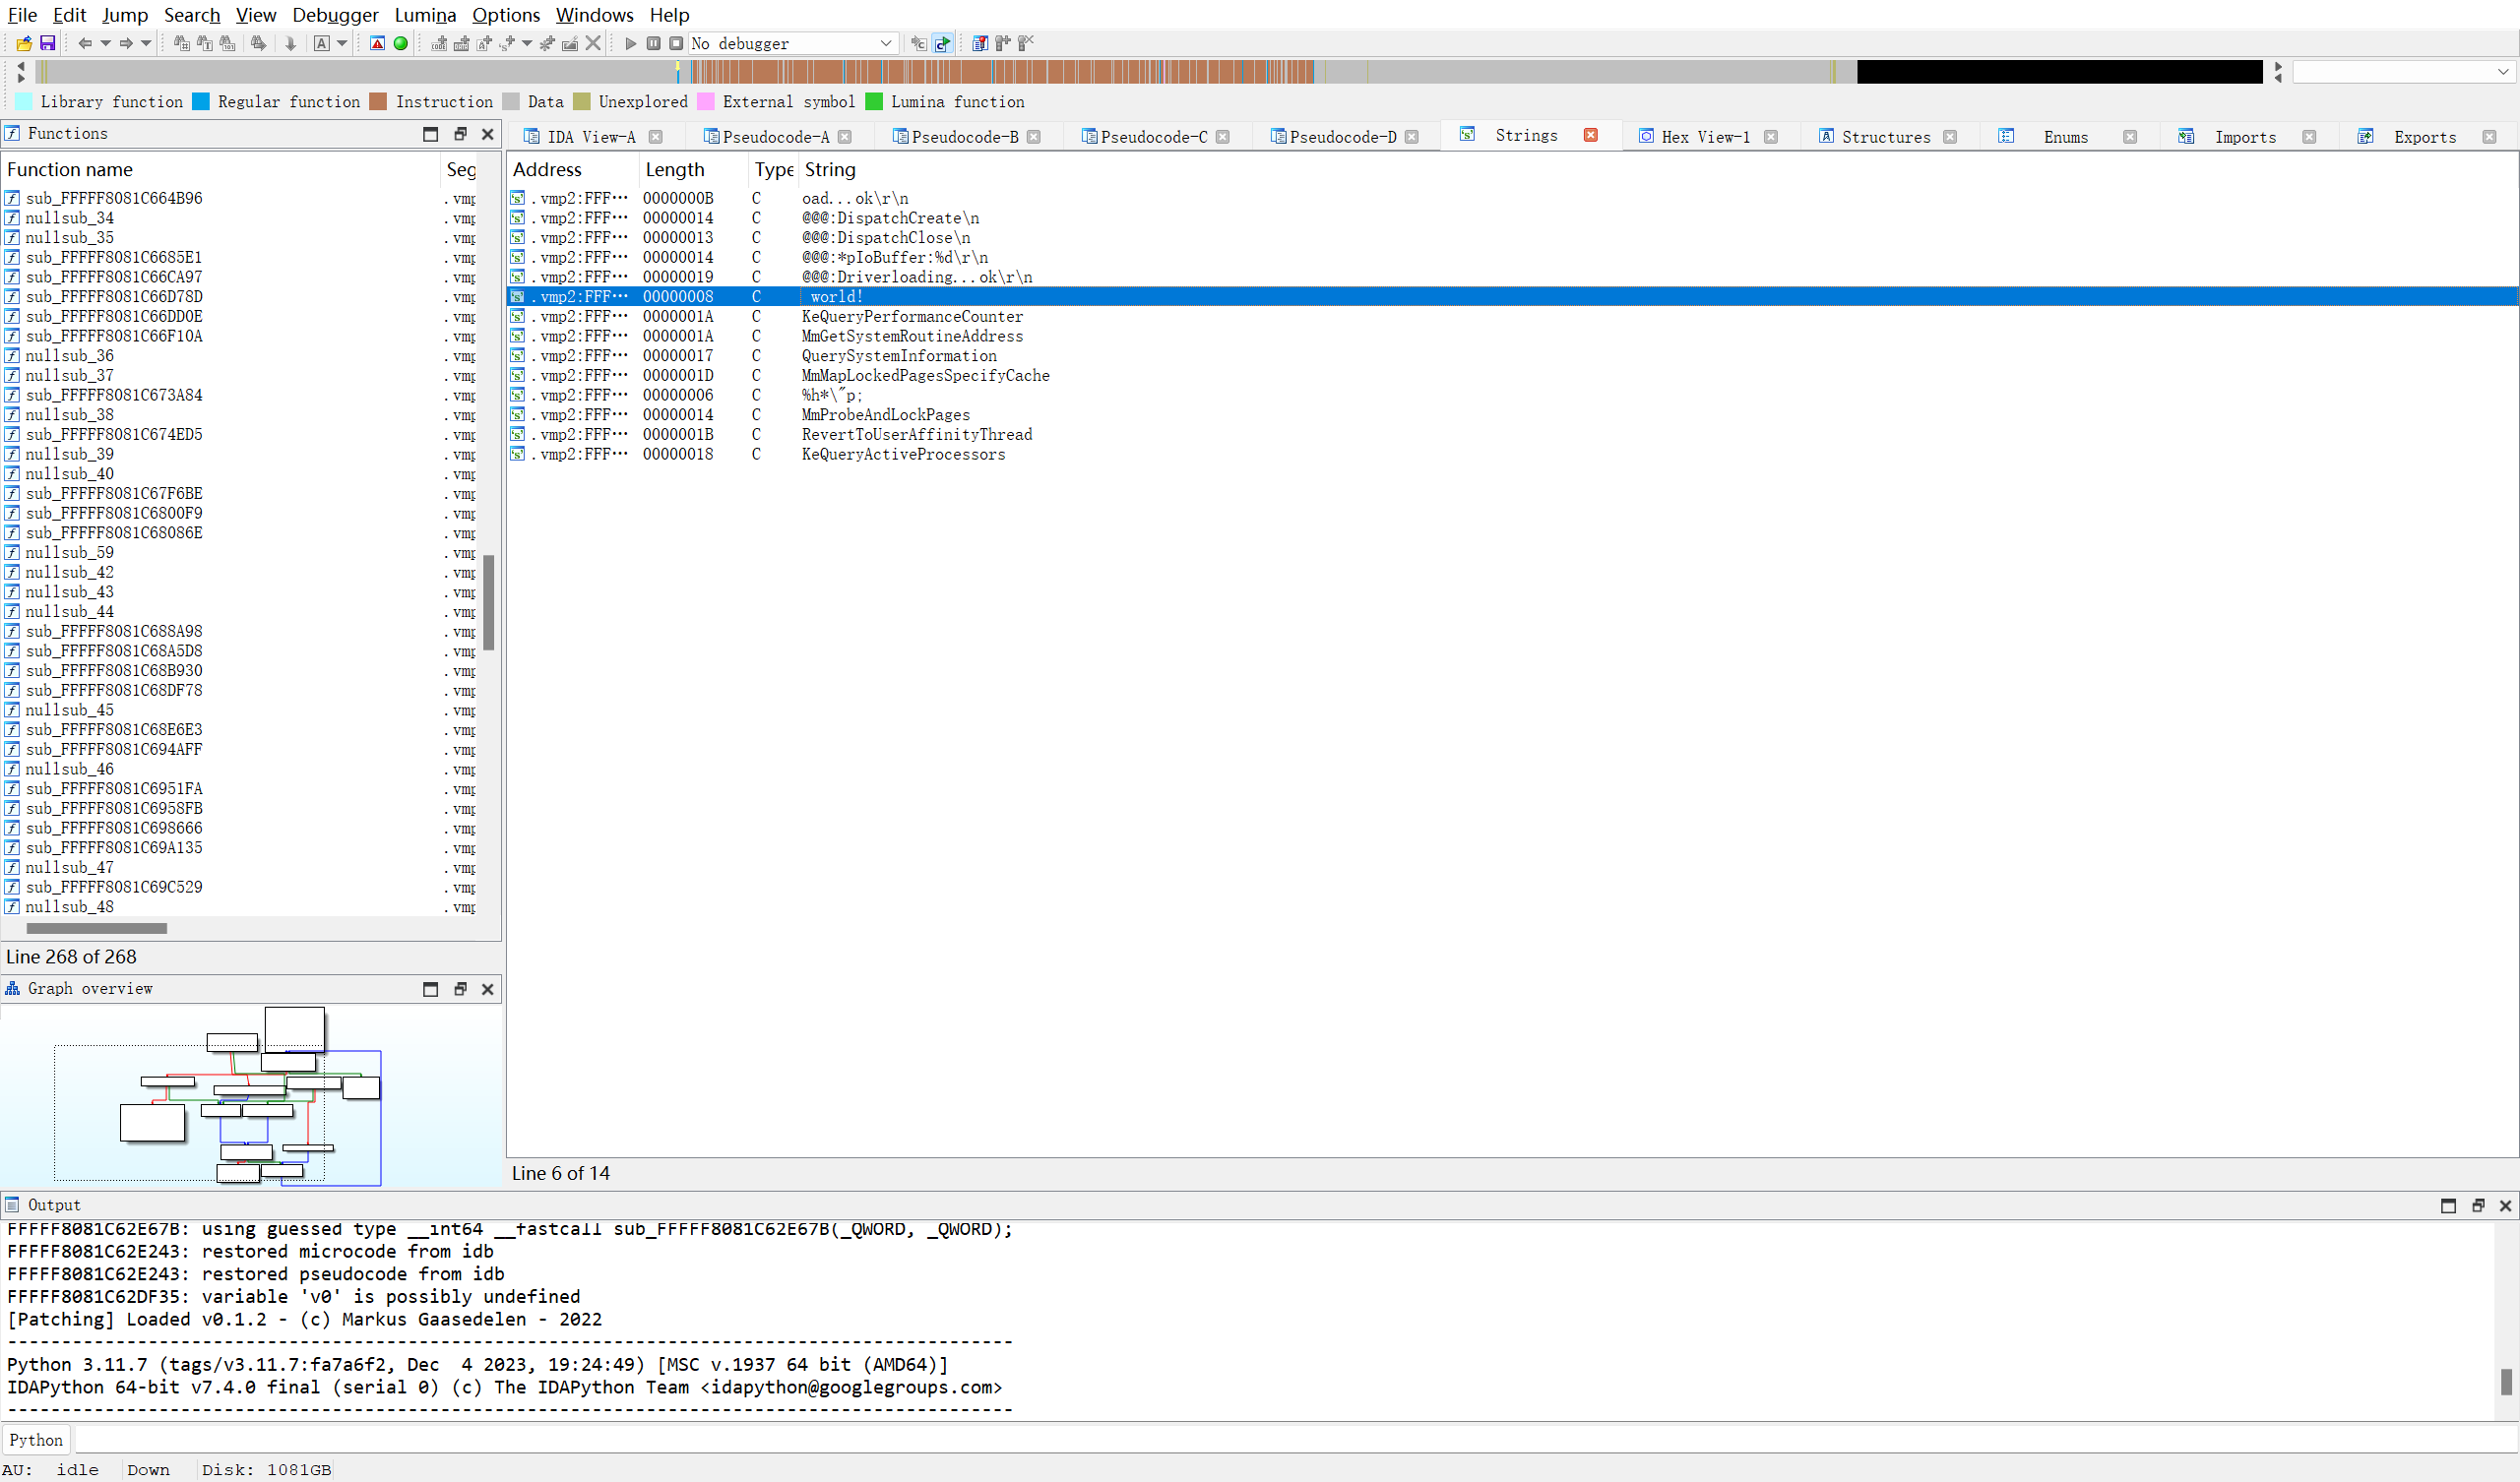 File Edit Jump Search View Debugger Lumina Options Windows Help
No debugger
Library function Regular function Instruction Data Unexplored External symbol Lumina function
Functions
IDA View-A Pseudocode-A Pseudocode-B Pseudocode-C Pseudocode-D Strings Hex View-1 Structures Enums Imports Exports
Function name Seg
sub_FFFFF8081C664B96 .vmp
nullsub_34 .vmp
nullsub_35 .vmp
sub_FFFFF8081C6685E1 .vmp
sub_FFFFF8081C66CA97 .vmp
sub_FFFFF8081C66D78D .vmp
sub_FFFFF8081C66DD0E .vmp
sub_FFFFF8081C66F10A .vmp
nullsub_36 .vmp
nullsub_37 .vmp
sub_FFFFF8081C673A84 .vmp
nullsub_38 .vmp
sub_FFFFF8081C674ED5 .vmp
nullsub_39 .vmp
nullsub_40 .vmp
sub_FFFFF8081C67F6BE .vmp
sub_FFFFF8081C6800F9 .vmp
sub_FFFFF8081C68086E .vmp
nullsub_59 .vmp
nullsub_42 .vmp
nullsub_43 .vmp
nullsub_44 .vmp
sub_FFFFF8081C688A98 .vmp
sub_FFFFF8081C68A5D8 .vmp
sub_FFFFF8081C68B930 .vmp
sub_FFFFF8081C68DF78 .vmp
nullsub_45 .vmp
sub_FFFFF8081C68E6E3 .vmp
sub_FFFFF8081C694AFF .vmp
nullsub_46 .vmp
sub_FFFFF8081C6951FA .vmp
sub_FFFFF8081C6958FB .vmp
sub_FFFFF8081C698666 .vmp
sub_FFFFF8081C69A135 .vmp
nullsub_47 .vmp
sub_FFFFF8081C69C529 .vmp
nullsub_48 .vmp
Line 268 of 268
Graph overview
Address Length Type String
.vmp2:FFF… 0000000B C oad...ok\r\n
.vmp2:FFF… 00000014 C @@@:DispatchCreate\n
.vmp2:FFF… 00000013 C @@@:DispatchClose\n
.vmp2:FFF… 00000014 C @@@:*pIoBuffer:%d\r\n
.vmp2:FFF… 00000019 C @@@:Driverloading...ok\r\n
.vmp2:FFF… 00000008 C world!
.vmp2:FFF… 0000001A C KeQueryPerformanceCounter
.vmp2:FFF… 0000001A C MmGetSystemRoutineAddress
.vmp2:FFF… 00000017 C QuerySystemInformation
.vmp2:FFF… 0000001D C MmMapLockedPagesSpecifyCache
.vmp2:FFF… 00000006 C %h*\"p;
.vmp2:FFF… 00000014 C MmProbeAndLockPages
.vmp2:FFF… 0000001B C RevertToUserAffinityThread
.vmp2:FFF… 00000018 C KeQueryActiveProcessors
Line 6 of 14
Output
FFFFF8081C62E67B: using guessed type __int64 __fastcall sub_FFFFF8081C62E67B(_QWORD, _QWORD);
FFFFF8081C62E243: restored microcode from idb
FFFFF8081C62E243: restored pseudocode from idb
FFFFF8081C62DF35: variable 'v0' is possibly undefined
[Patching] Loaded v0.1.2 - (c) Markus Gaasedelen - 2022
---------------------------------------------------------------------------------------------
Python 3.11.7 (tags/v3.11.7:fa7a6f2, Dec  4 2023, 19:24:49) [MSC v.1937 64 bit (AMD64)]
IDAPython 64-bit v7.4.0 final (serial 0) (c) The IDAPython Team <idapython@googlegroups.com>
---------------------------------------------------------------------------------------------
Python
AU: idle Down Disk: 1081GB